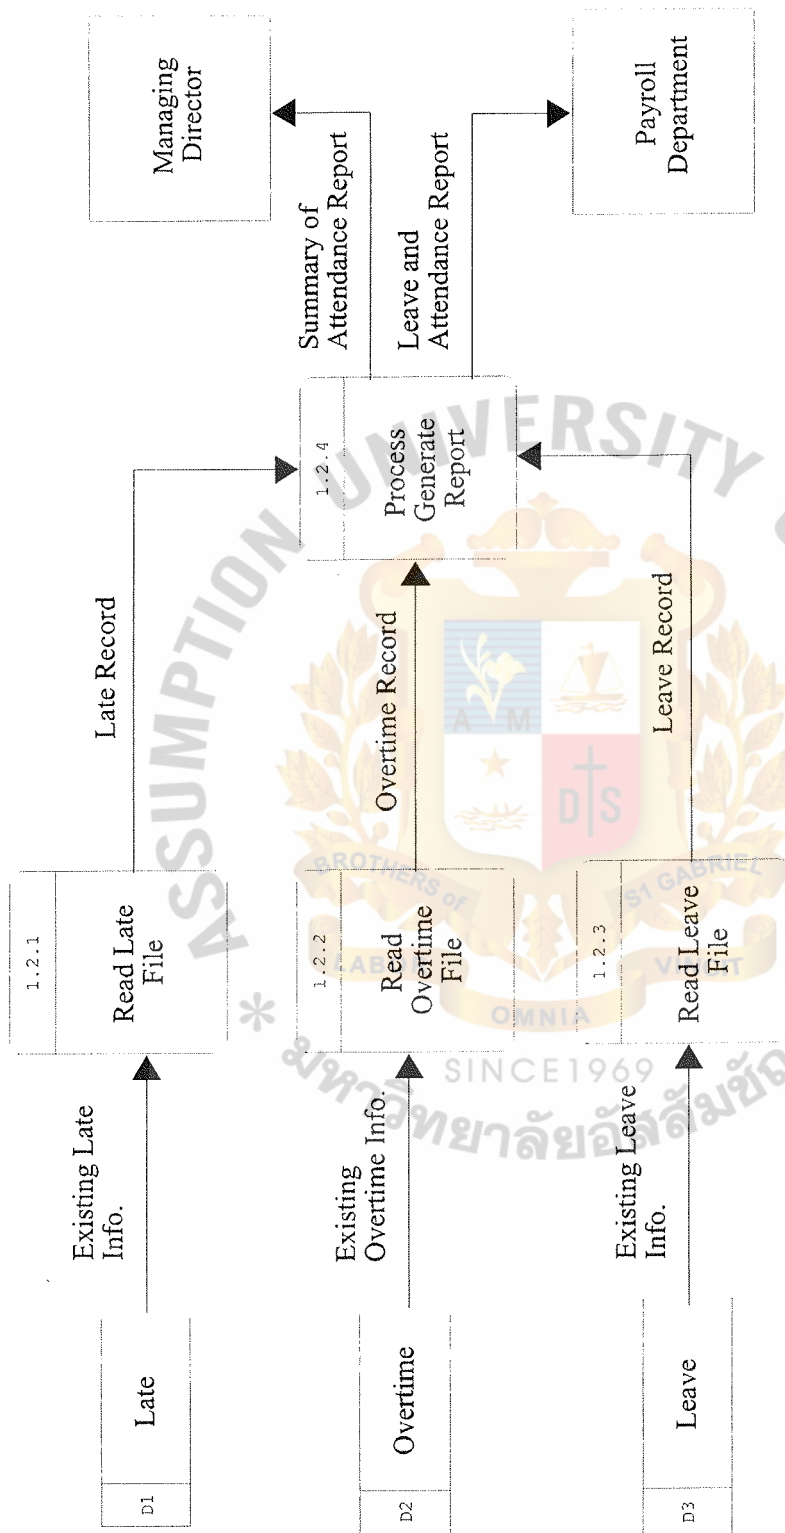 D1
Late
Existing Late
Info.
1.2.1
Read Late
File
Late Record
D2
Overtime
Existing
Overtime Info.
1.2.2
Read
Overtime
File
Overtime Record
D3
Leave
Existing Leave
Info.
1.2.3
Read Leave
File
Leave Record
1.2.4
Process
Generate
Report
Summary of
Attendance Report
Managing
Director
Leave and
Attendance Report
Payroll
Department
ASSUMPTION UNIVERSITY
A M
D S
BROTHERS of
S1 GABRIEL
OMNIA
VINCIT
SINCE1969